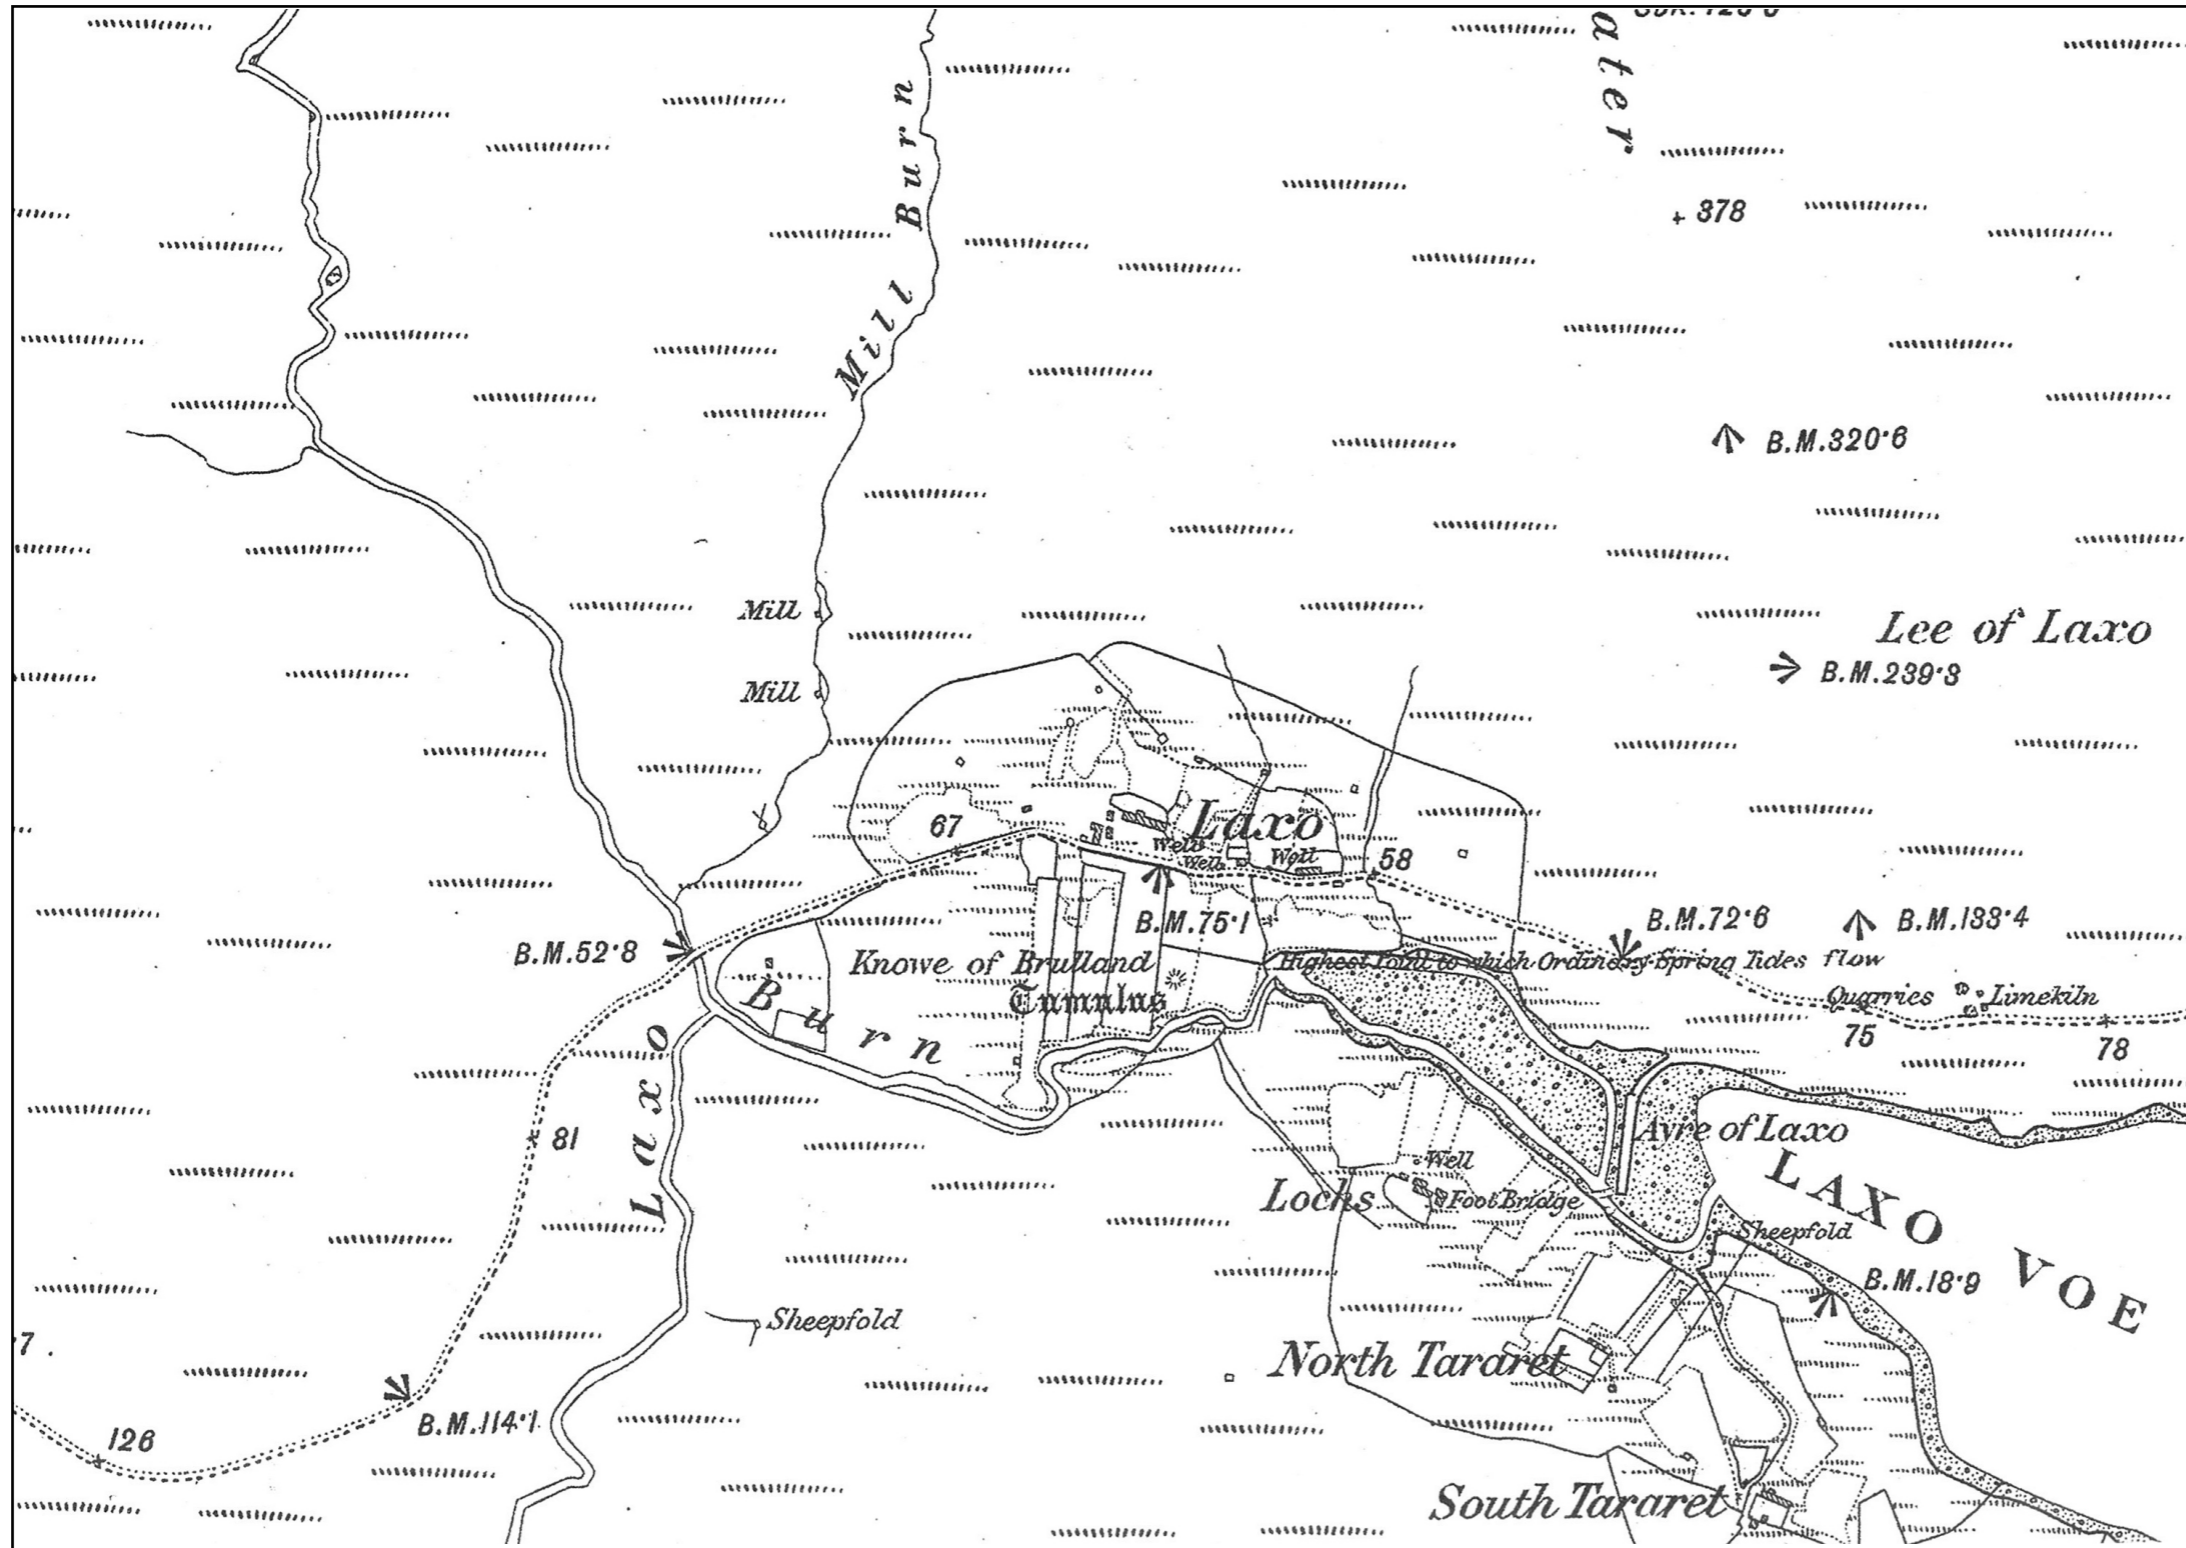 ater
378
Mill Burn
B.M.320·6
Mill
Lee of Laxo
B.M.239·3
Mill
Laxo
67
Well
Well
Well
58
B.M.75·1
B.M.72·6
B.M.133·4
B.M.52·8
Knowe of Brulland
Tumulus
Highest Point to which Ordinary Spring Tides flow
Quarries
Limekiln
75
78
Laxo Burn
81
Ayre of Laxo
LAXO VOE
Well
Lochs
Foot Bridge
Sheepfold
B.M.18·9
Sheepfold
7.
North Tararet
B.M.114·1
126
South Tararet